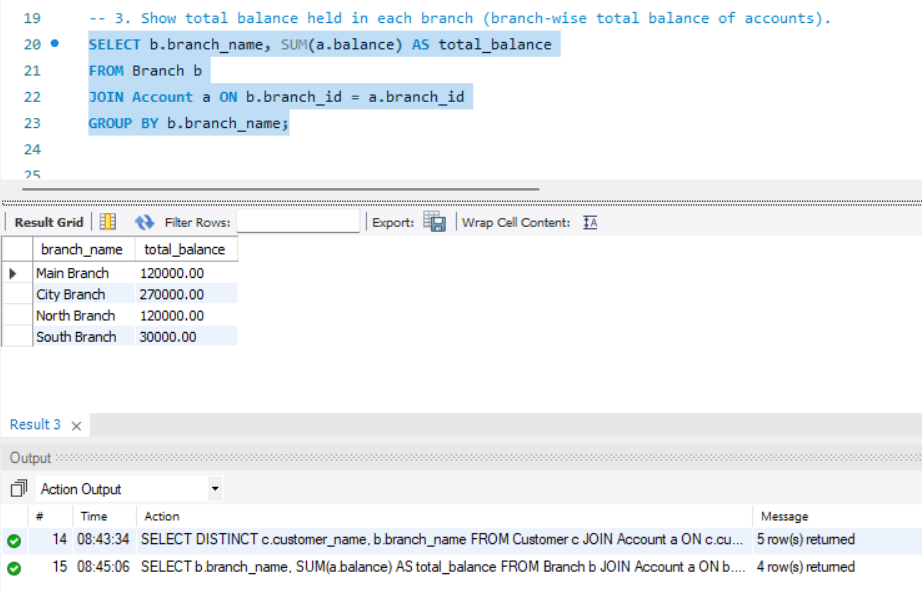 19 -- 3. Show total balance held in each branch (branch-wise total balance of accounts).
20 SELECT b.branch_name, SUM(a.balance) AS total_balance
21 FROM Branch b
22 JOIN Account a ON b.branch_id = a.branch_id
23 GROUP BY b.branch_name;
24
25
Result Grid Filter Rows: Export: Wrap Cell Content: IA
branch_name total_balance
Main Branch 120000.00
City Branch 270000.00
North Branch 120000.00
South Branch 30000.00
Result 3 ×
Output
Action Output
# Time Action Message
14 08:43:34 SELECT DISTINCT c.customer_name, b.branch_name FROM Customer c JOIN Account a ON c.cu... 5 row(s) returned
15 08:45:06 SELECT b.branch_name, SUM(a.balance) AS total_balance FROM Branch b JOIN Account a ON b.... 4 row(s) returned